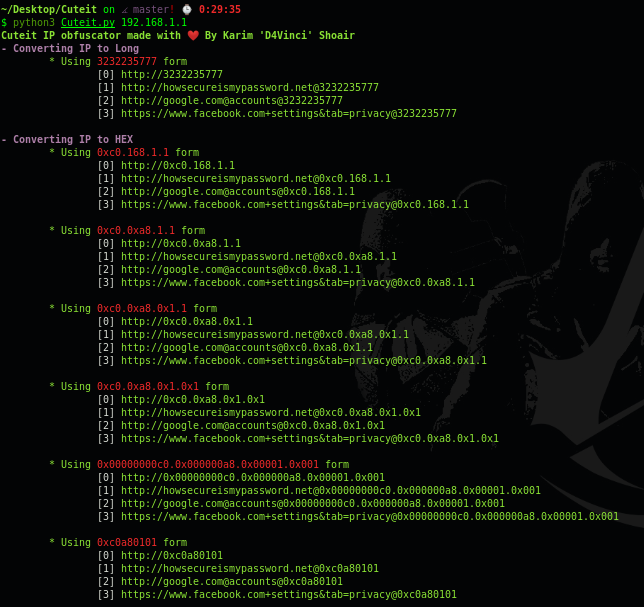 ~/Desktop/Cuteit on master! ⌚ 0:29:35
$ python3 Cuteit.py 192.168.1.1
Cuteit IP obfuscator made with ❤️ By Karim 'D4Vinci' Shoair
- Converting IP to Long
* Using 3232235777 form
[0] http://3232235777
[1] http://howsecureismypassword.net@3232235777
[2] http://google.com@accounts@3232235777
[3] https://www.facebook.com+settings&tab=privacy@3232235777
- Converting IP to HEX
* Using 0xc0.168.1.1 form
[0] http://0xc0.168.1.1
[1] http://howsecureismypassword.net@0xc0.168.1.1
[2] http://google.com@accounts@0xc0.168.1.1
[3] https://www.facebook.com+settings&tab=privacy@0xc0.168.1.1
* Using 0xc0.0xa8.1.1 form
[0] http://0xc0.0xa8.1.1
[1] http://howsecureismypassword.net@0xc0.0xa8.1.1
[2] http://google.com@accounts@0xc0.0xa8.1.1
[3] https://www.facebook.com+settings&tab=privacy@0xc0.0xa8.1.1
* Using 0xc0.0xa8.0x1.1 form
[0] http://0xc0.0xa8.0x1.1
[1] http://howsecureismypassword.net@0xc0.0xa8.0x1.1
[2] http://google.com@accounts@0xc0.0xa8.0x1.1
[3] https://www.facebook.com+settings&tab=privacy@0xc0.0xa8.0x1.1
* Using 0xc0.0xa8.0x1.0x1 form
[0] http://0xc0.0xa8.0x1.0x1
[1] http://howsecureismypassword.net@0xc0.0xa8.0x1.0x1
[2] http://google.com@accounts@0xc0.0xa8.0x1.0x1
[3] https://www.facebook.com+settings&tab=privacy@0xc0.0xa8.0x1.0x1
* Using 0x00000000c0.0x000000a8.0x00001.0x001 form
[0] http://0x00000000c0.0x000000a8.0x00001.0x001
[1] http://howsecureismypassword.net@0x00000000c0.0x000000a8.0x00001.0x001
[2] http://google.com@accounts@0x00000000c0.0x000000a8.0x00001.0x001
[3] https://www.facebook.com+settings&tab=privacy@0x00000000c0.0x000000a8.0x00001.0x001
* Using 0xc0a80101 form
[0] http://0xc0a80101
[1] http://howsecureismypassword.net@0xc0a80101
[2] http://google.com@accounts@0xc0a80101
[3] https://www.facebook.com+settings&tab=privacy@0xc0a80101